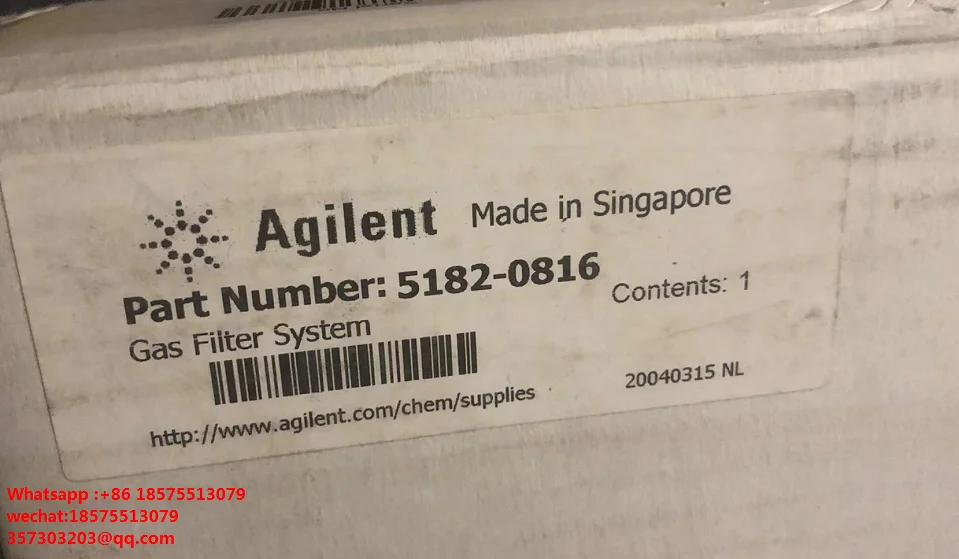 Agilent Made in Singapore
Part Number: 5182-0816
Contents: 1
Gas Filter System
20040315 NL
http://www.agilent.com/chem/supplies
Whatsapp :+86 18575513079
wechat:18575513079
357303203@qq.com